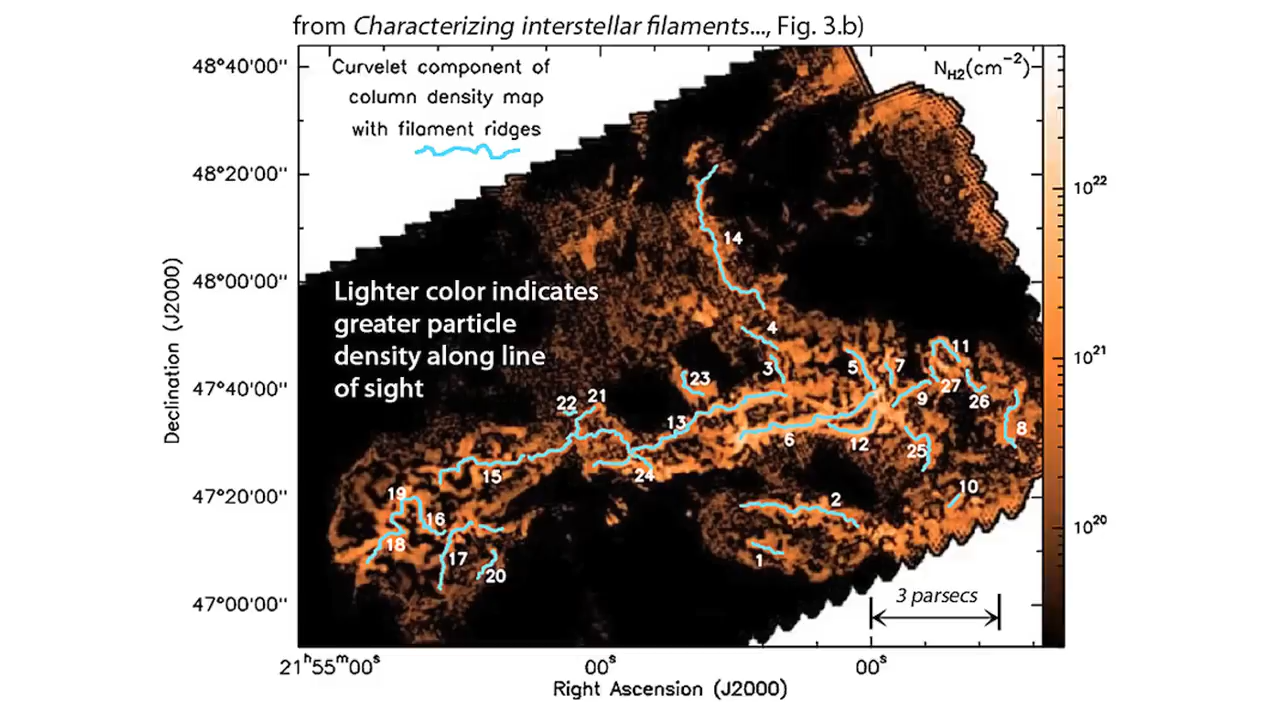 from Characterizing interstellar filaments..., Fig. 3.b)
48°40'00"
Curvelet component of
column density map
with filament ridges
N_H2(cm⁻²)
48°20'00"
10²²
14
48°00'00"
Lighter color indicates
greater particle
density along line
of sight
4
11
10²¹
3
5
7
23
27
47°40'00"
9
26
22
21
13
6
12
8
25
24
15
19
10
47°20'00"
2
16
10²⁰
18
17
1
20
3 parsecs
47°00'00"
21ʰ55ᵐ00ˢ
00ˢ
00ˢ
Right Ascension (J2000)
Declination (J2000)